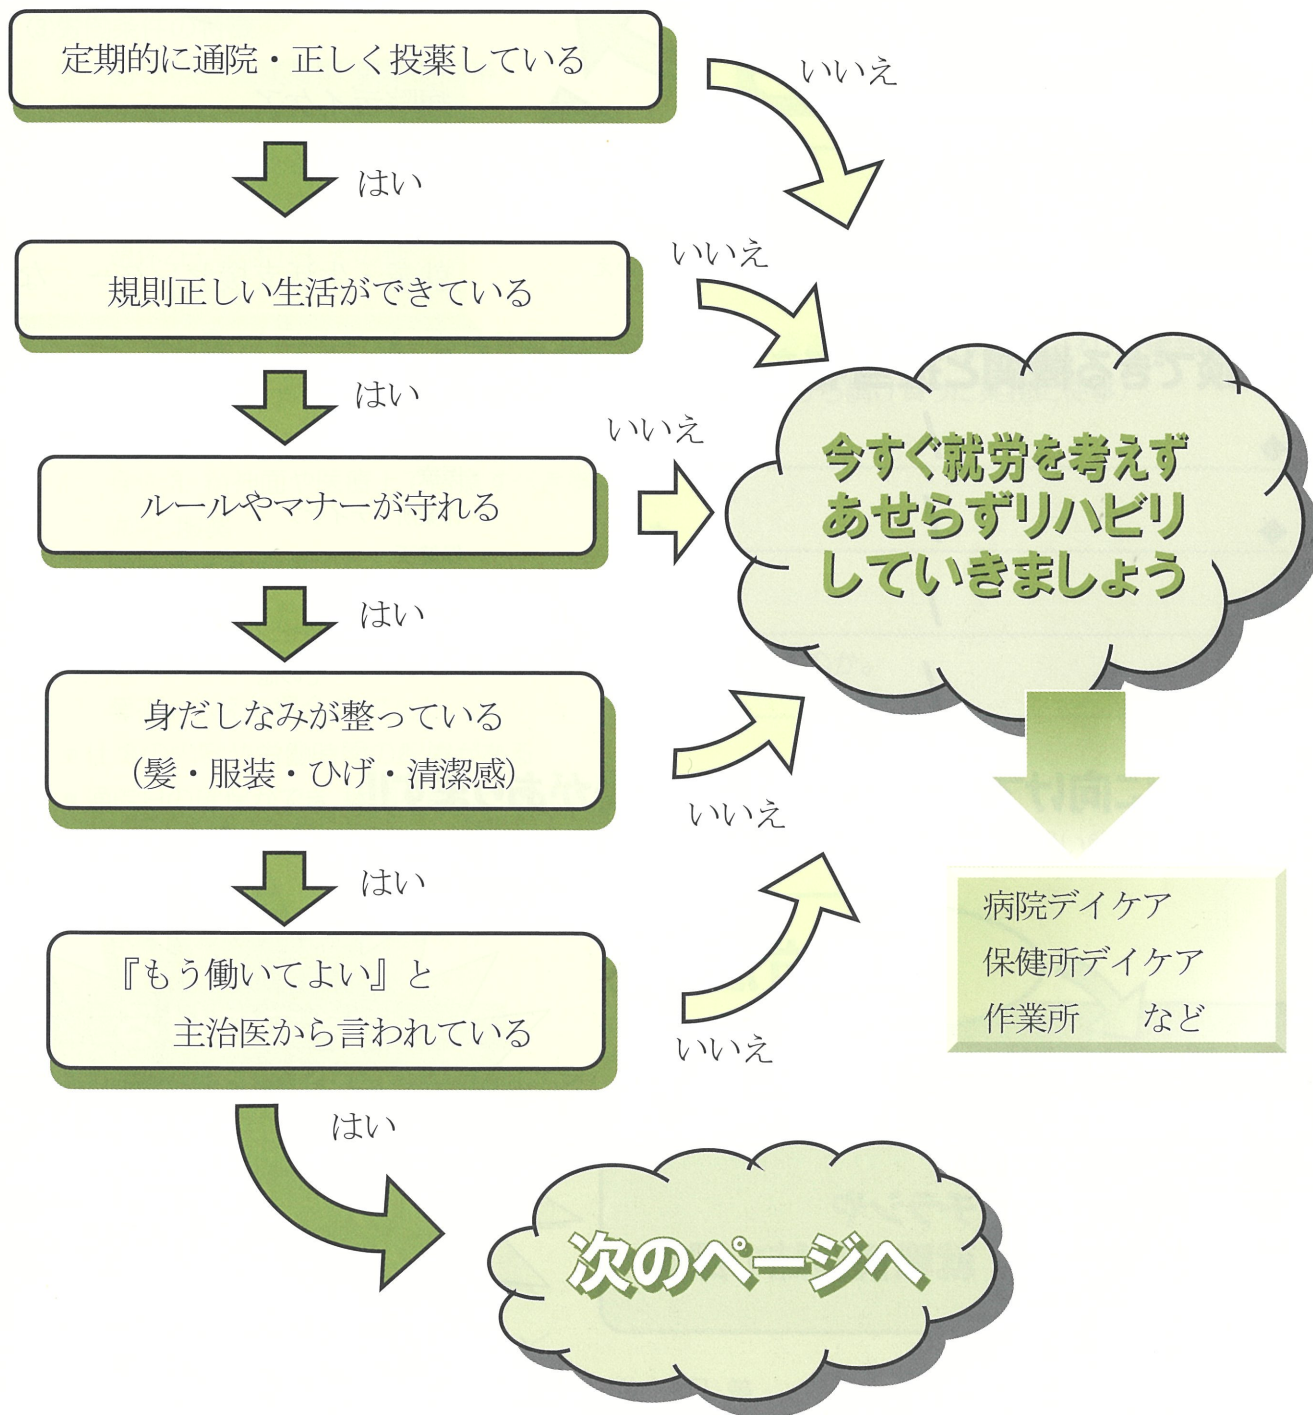 定期的に通院・正しく投薬している
いいえ
はい
規則正しい生活ができている
いいえ
はい
ルールやマナーが守れる
いいえ
今すぐ就労を考えず
あせらずリハビリ
していきましょう
はい
身だしなみが整っている
（髪・服装・ひげ・清潔感）
いいえ
はい
『もう働いてよい』と
主治医から言われている
いいえ
病院デイケア
保健所デイケア
作業所　　など
はい
次のページへ